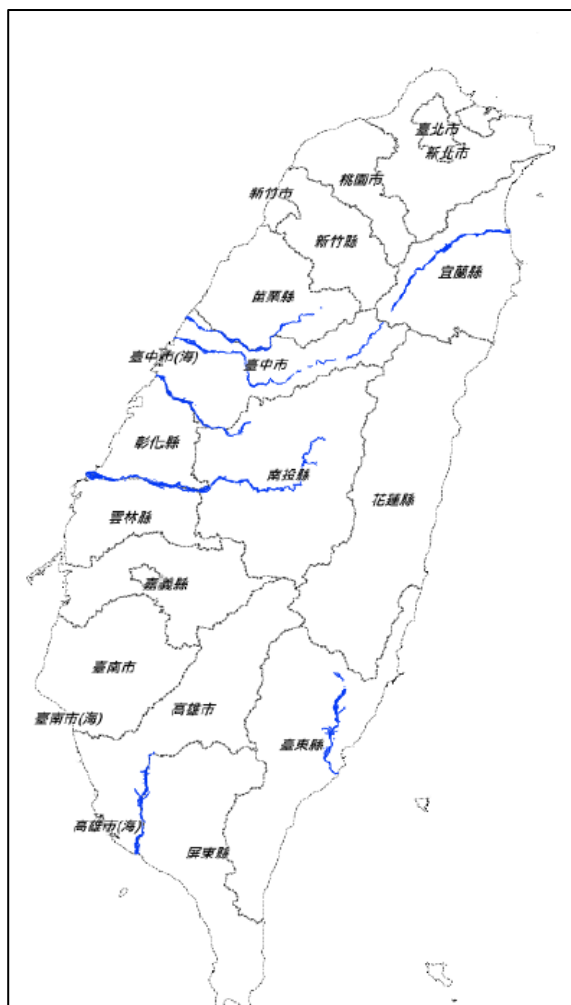 臺北市
新北市
桃園市
新竹市
新竹縣
宜蘭縣
苗栗縣
臺中市(海)
臺中市
彰化縣
南投縣
花蓮縣
雲林縣
嘉義縣
臺南市
高雄市
臺南市(海)
臺東縣
高雄市(海)
屏東縣